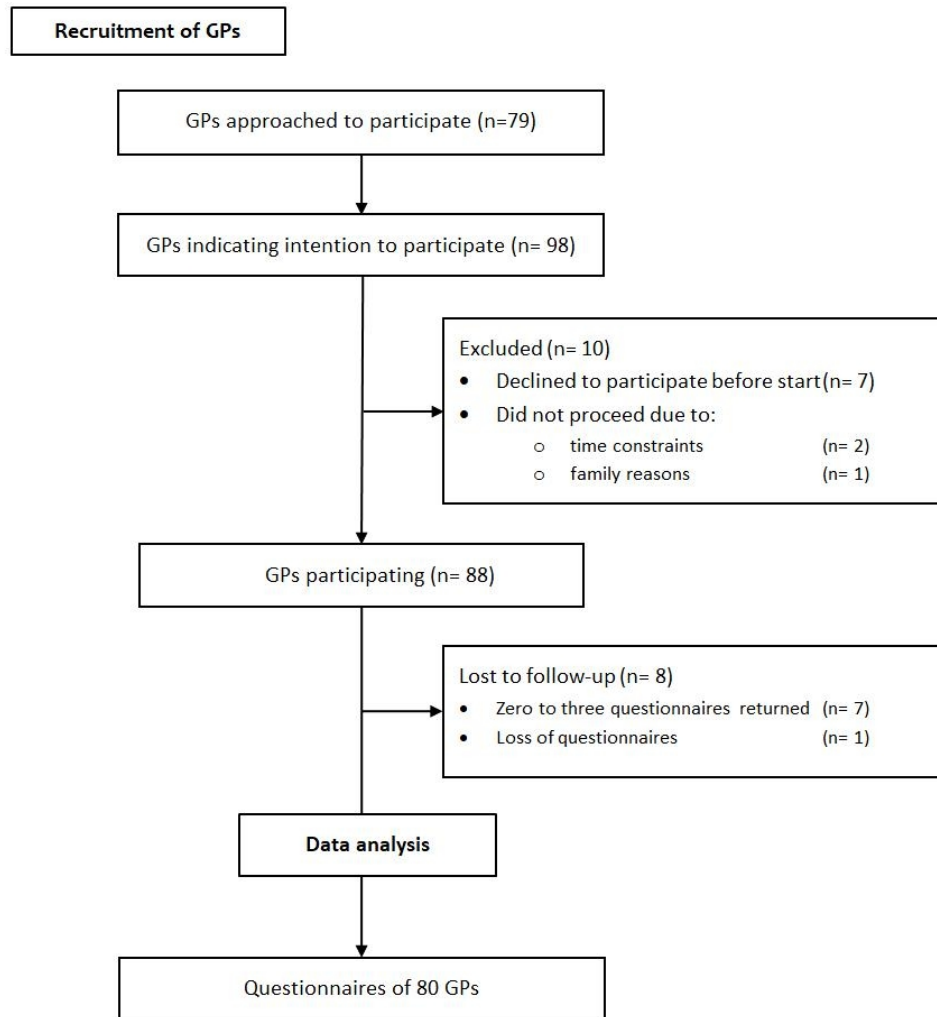 Recruitment of GPs
GPs approached to participate (n=79)
GPs indicating intention to participate (n= 98)
Excluded (n= 10)
• Declined to participate before start (n= 7)
• Did not proceed due to:
o time constraints (n= 2)
o family reasons (n= 1)
GPs participating (n= 88)
Lost to follow-up (n= 8)
• Zero to three questionnaires returned (n= 7)
• Loss of questionnaires (n= 1)
Data analysis
Questionnaires of 80 GPs